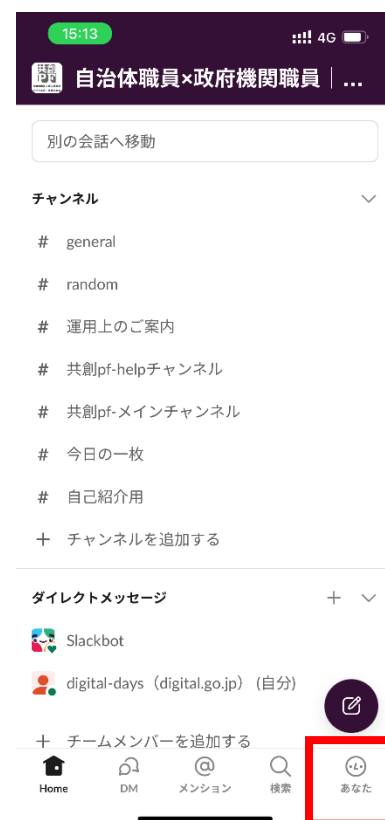 15:13
4G
自治体職員×政府機関職員｜...
別の会話へ移動
チャンネル
# general
# random
# 運用上のご案内
# 共創pf-helpチャンネル
# 共創pf-メインチャンネル
# 今日の一枚
# 自己紹介用
+ チャンネルを追加する
ダイレクトメッセージ
Slackbot
digital-days（digital.go.jp）(自分)
+ チームメンバーを追加する
Home DM メンション 検索 あなた